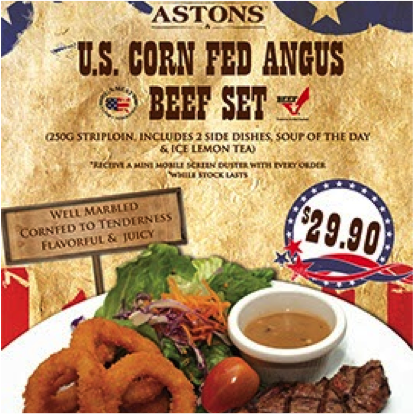 ASTONS
U.S. CORN FED ANGUS
BEEF SET
(250G STRIPLOIN, INCLUDES 2 SIDE DISHES, SOUP OF THE DAY
& ICE LEMON TEA)
*RECEIVE A MINI MOBILE SCREEN DUSTER WITH EVERY ORDER
*WHILE STOCK LASTS
WELL MARBLED
CORNFED TO TENDERNESS
FLAVORFUL & JUICY
$29.90